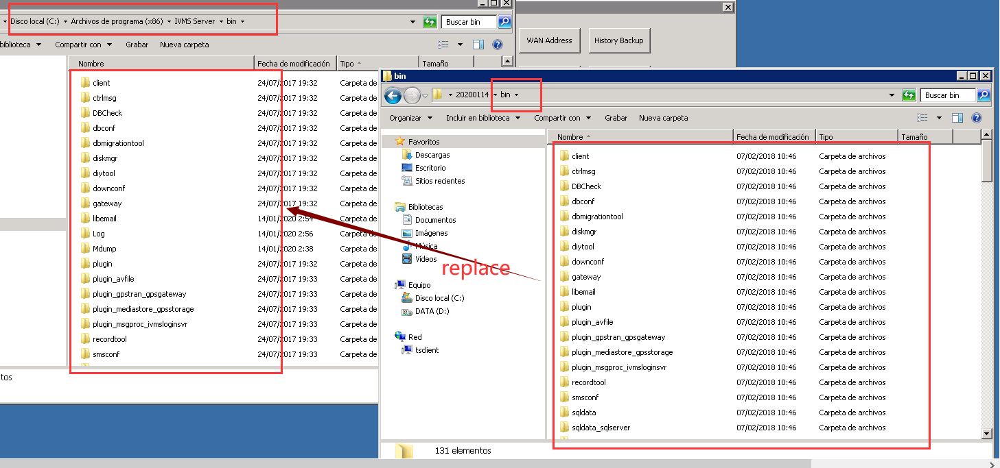 Disco local (C:) Archivos de programa (x86) IVMS Server bin
Buscar bin
biblioteca Compartir con Grabar Nueva carpeta
Nombre Fecha de modificación Tipo Tamaño
client 24/07/2017 19:32 Carpeta de
ctrlmsg 24/07/2017 19:32 Carpeta de
DBCheck 24/07/2017 19:32 Carpeta de
dbconf 24/07/2017 19:32 Carpeta de
dbmigrationtool 24/07/2017 19:32 Carpeta de
diskmgr 24/07/2017 19:32 Carpeta de
diytool 24/07/2017 19:32 Carpeta de
downconf 24/07/2017 19:32 Carpeta de
gateway 24/07/2017 19:32 Carpeta de
libemail 14/01/2020 2:54 Carpeta de
Log 14/01/2020 2:56 Carpeta de
Mdump 14/01/2020 2:38 Carpeta de
plugin 24/07/2017 19:32 Carpeta de
plugin_avfile 24/07/2017 19:33 Carpeta de
plugin_gpstran_gpsgateway 24/07/2017 19:33 Carpeta de
plugin_mediastore_gpsstorage 24/07/2017 19:33 Carpeta de
plugin_msgproc_ivmsloginsvr 24/07/2017 19:33 Carpeta de
recordtool 24/07/2017 19:33 Carpeta de
smsconf 24/07/2017 19:33 Carpeta de
tos
WAN Address
History Backup
bin
20200114 bin
Buscar bin
Organizar Incluir en biblioteca Compartir con Grabar Nueva carpeta
Favoritos
Descargas
Escritorio
Sitios recientes
Bibliotecas
Documentos
Imágenes
Música
Vídeos
Equipo
Disco local (C:)
DATA (D:)
Red
tsclient
replace
Nombre Fecha de modificación Tipo Tamaño
client 07/02/2018 10:46 Carpeta de archivos
ctrlmsg 07/02/2018 10:46 Carpeta de archivos
DBCheck 07/02/2018 10:46 Carpeta de archivos
dbconf 07/02/2018 10:46 Carpeta de archivos
dbmigrationtool 07/02/2018 10:46 Carpeta de archivos
diskmgr 07/02/2018 10:46 Carpeta de archivos
diytool 07/02/2018 10:46 Carpeta de archivos
downconf 07/02/2018 10:46 Carpeta de archivos
gateway 07/02/2018 10:46 Carpeta de archivos
libemail 07/02/2018 10:46 Carpeta de archivos
plugin 07/02/2018 10:46 Carpeta de archivos
plugin_avfile 07/02/2018 10:46 Carpeta de archivos
plugin_gpstran_gpsgateway 07/02/2018 10:46 Carpeta de archivos
plugin_mediastore_gpsstorage 07/02/2018 10:46 Carpeta de archivos
plugin_msgproc_ivmsloginsvr 07/02/2018 10:46 Carpeta de archivos
recordtool 07/02/2018 10:46 Carpeta de archivos
smsconf 07/02/2018 10:46 Carpeta de archivos
sqldata 07/02/2018 10:46 Carpeta de archivos
sqldata_sqlserver 07/02/2018 10:46 Carpeta de archivos
131 elementos